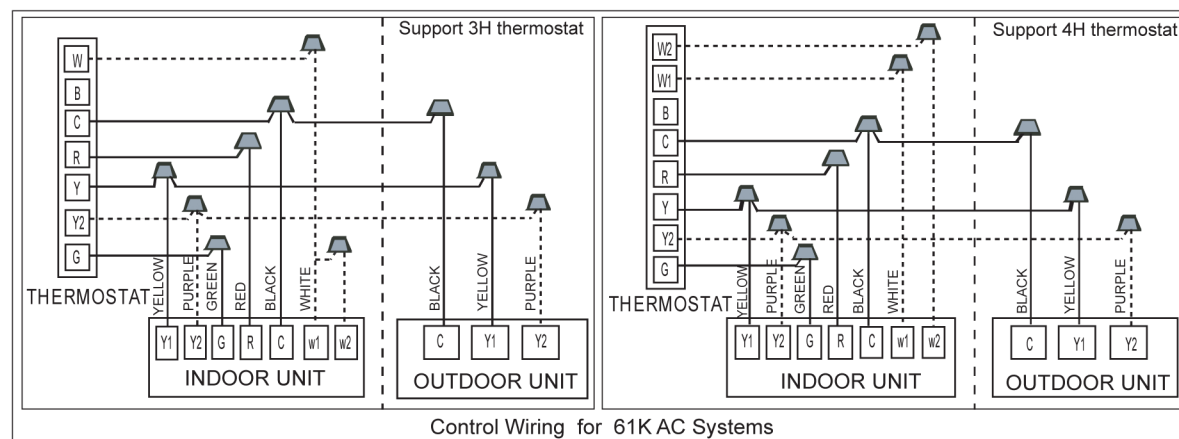 Support 3H thermostat
W
B
C
R
Y
Y2
G
THERMOSTAT
YELLOW
PURPLE
GREEN
RED
BLACK
WHITE
BLACK
YELLOW
PURPLE
Y1 Y2 G R C w1 w2
INDOOR UNIT
C Y1 Y2
OUTDOOR UNIT
Support 4H thermostat
W2
W1
B
C
R
Y
Y2
G
THERMOSTAT
YELLOW
PURPLE
GREEN
RED
BLACK
WHITE
BLACK
YELLOW
PURPLE
Y1 Y2 G R C w1 w2
INDOOR UNIT
C Y1 Y2
OUTDOOR UNIT
Control Wiring for 61K AC Systems